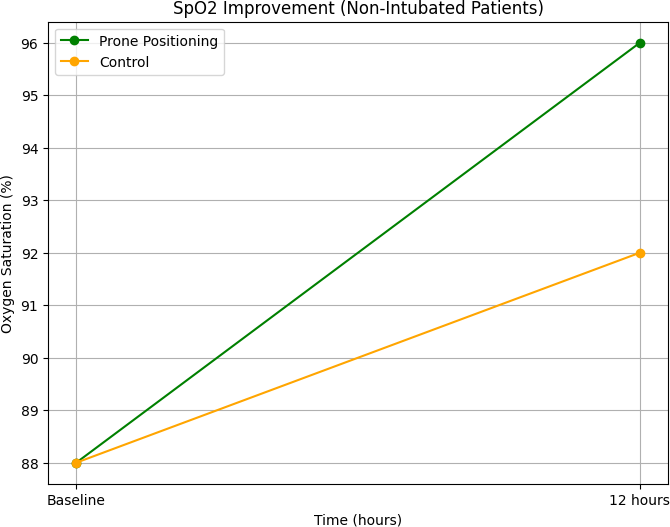 SpO2 Improvement (Non-Intubated Patients)
Prone Positioning
Control
Oxygen Saturation (%)
96
95
94
93
92
91
90
89
88
Baseline
12 hours
Time (hours)